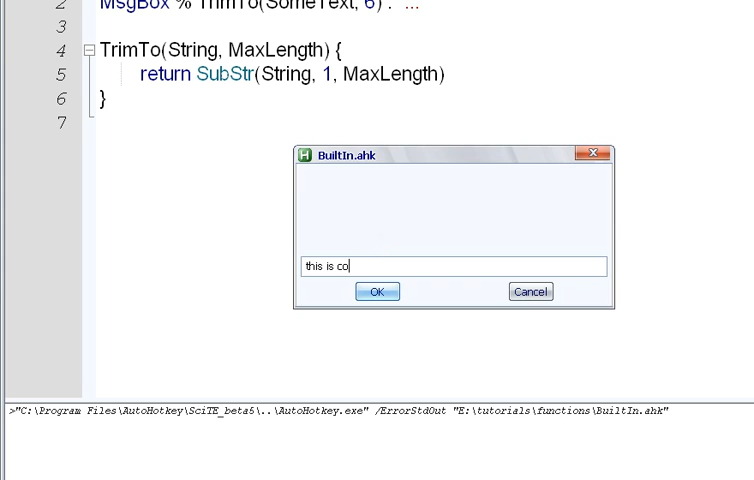 2 MsgBox % TrimTo(SomeText, 6) . "..."
3
4 TrimTo(String, MaxLength) {
5 return SubStr(String, 1, MaxLength)
6 }
7
BuiltIn.ahk
this is co
OK Cancel
>"C:\Program Files\AutoHotkey\SciTE_beta5\..\AutoHotkey.exe" /ErrorStdOut "E:\tutorials\functions\BuiltIn.ahk"